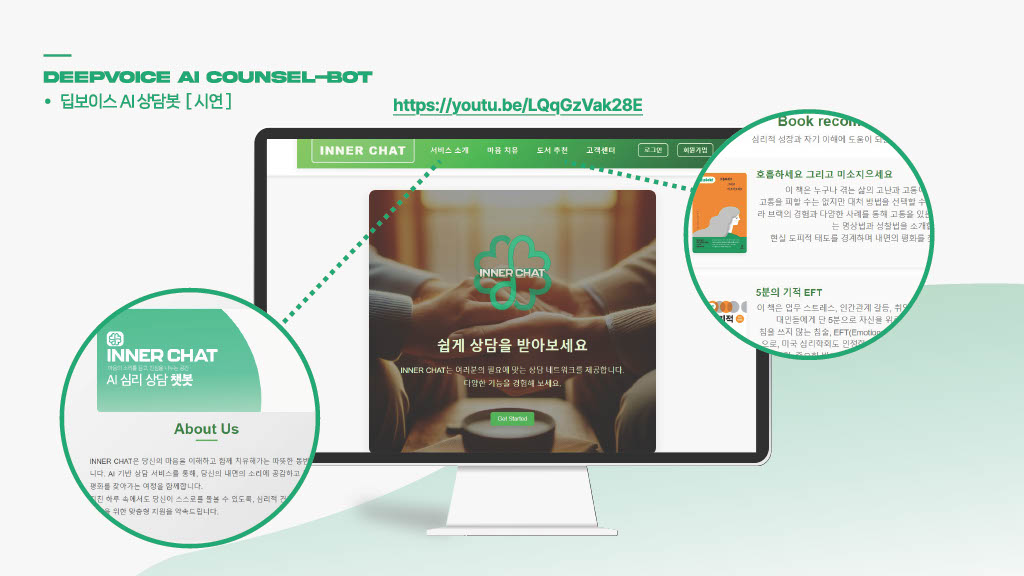 DEEPVOICE AI COUNSEL-BOT
• 딥보이스 AI 상담봇 [ 시연 ]
https://youtu.be/LQqGzVak28E
INNER CHAT 서비스 소개 마음 치유 도서 추천 고객센터 로그인 회원가입
INNER CHAT
쉽게 상담을 받아보세요
INNER CHAT는 여러분의 필요에 맞는 상담 네트워크를 제공합니다.
다양한 기능을 경험해 보세요.
Get Started
Book recom
심리적 성장과 자기 이해에 도움이 되는
호흡하세요 그리고 미소지으세요
이 책은 누구나 겪는 삶의 고난과 고통이
고통을 피할 수는 없지만 대처 방법을 선택할 수
라 브랙의 경험과 다양한 사례를 통해 고통을 있는
는 명상법과 성찰법을 소개합
현실 도피적 태도를 경계하며 내면의 평화를
5분의 기적 EFT
이 책은 업무 스트레스, 인간관계 갈등, 취업
대인들에게 단 5분으로 자신을 위로
침을 쓰지 않는 침술, EFT(Emotion
으로, 미국 심리학회도 인정한
INNER CHAT
AI 심리 상담 챗봇
About Us
INNER CHAT은 당신의 마음을 이해하고 함께 치유해가는 따뜻한 동반
니다. AI 기반 상담 서비스를 통해, 당신의 내면의 소리에 공감하고
평화를 찾아가는 여정을 함께합니다.
지친 하루 속에서도 당신이 스스로를 돌볼 수 있도록, 심리적 건
을 위한 맞춤형 지원을 약속드립니다.